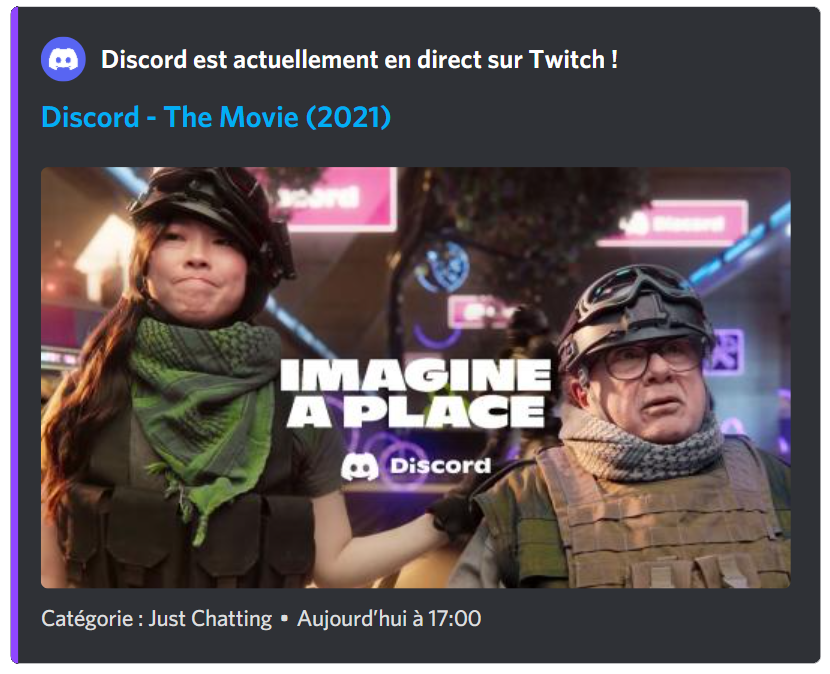 Discord est actuellement en direct sur Twitch !
Discord - The Movie (2021)
Discord
IMAGINE
A PLACE
Discord
Catégorie : Just Chatting • Aujourd'hui à 17:00